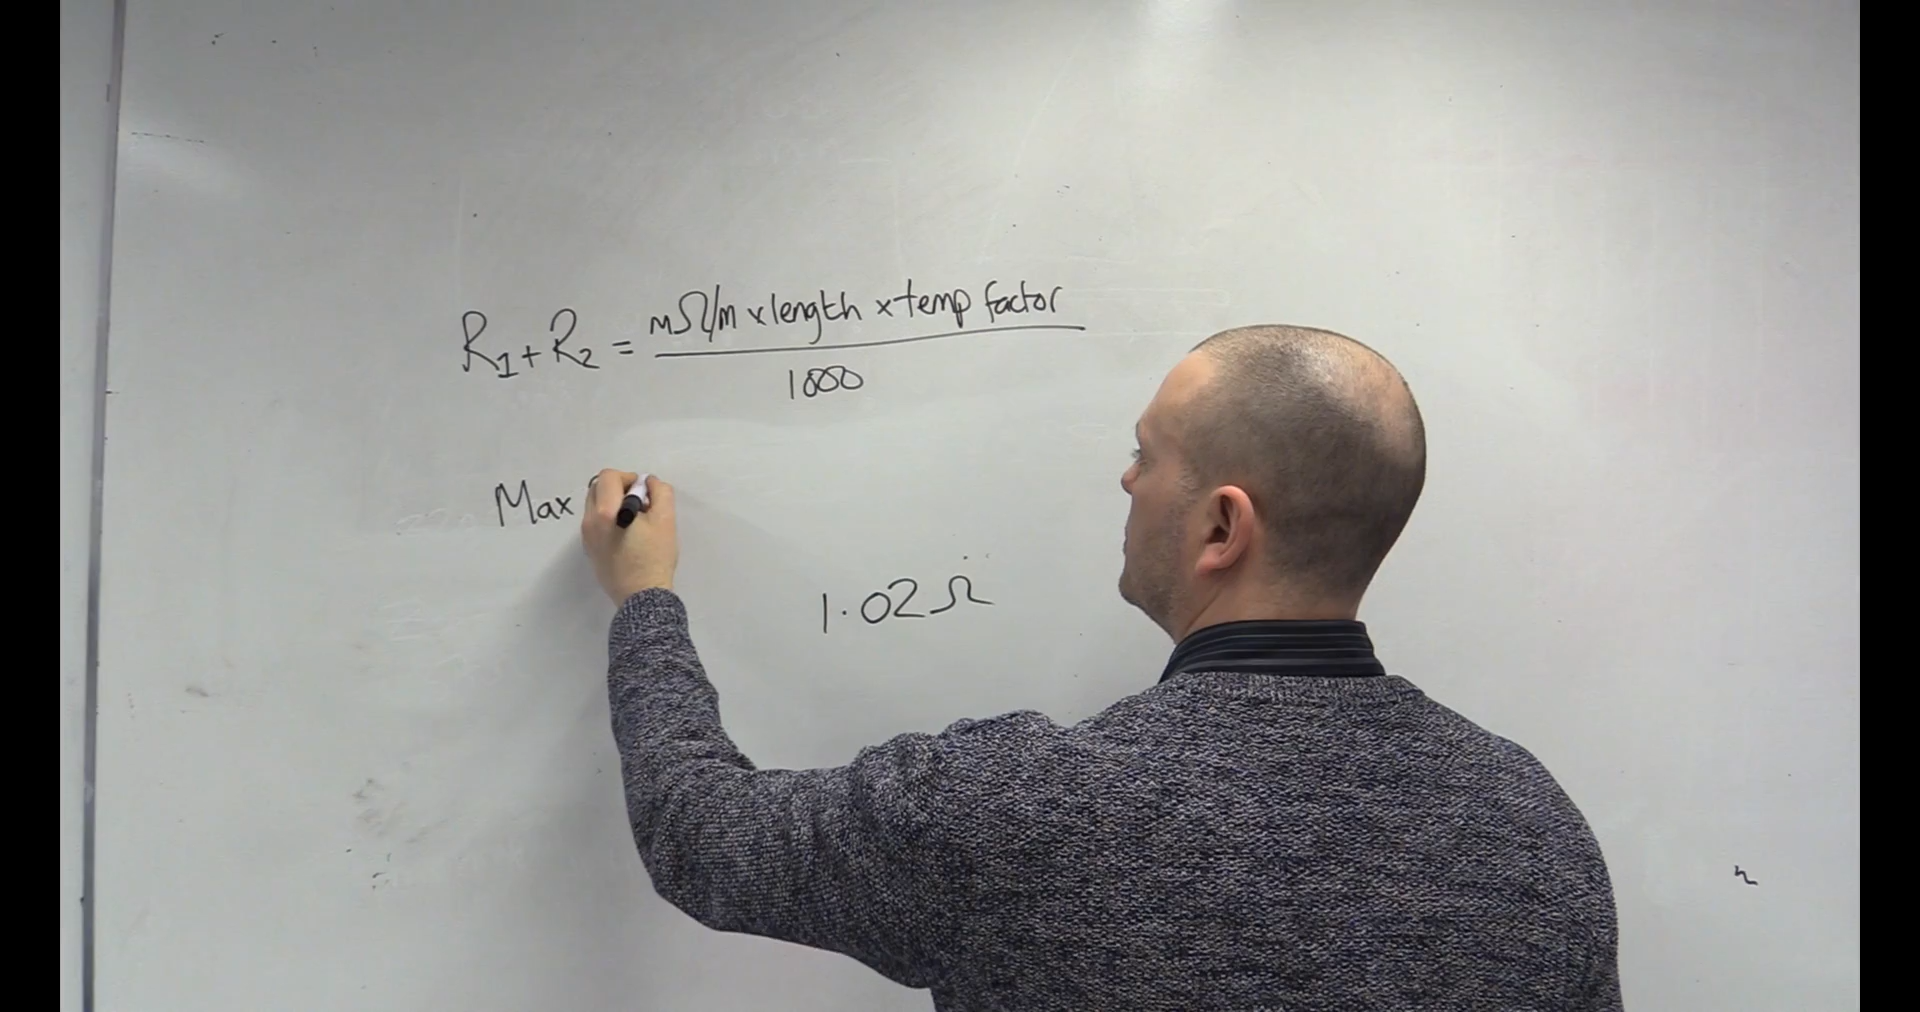 R₁+R₂ = mΩ/m x length x temp factor
1000
Max
1.02Ω